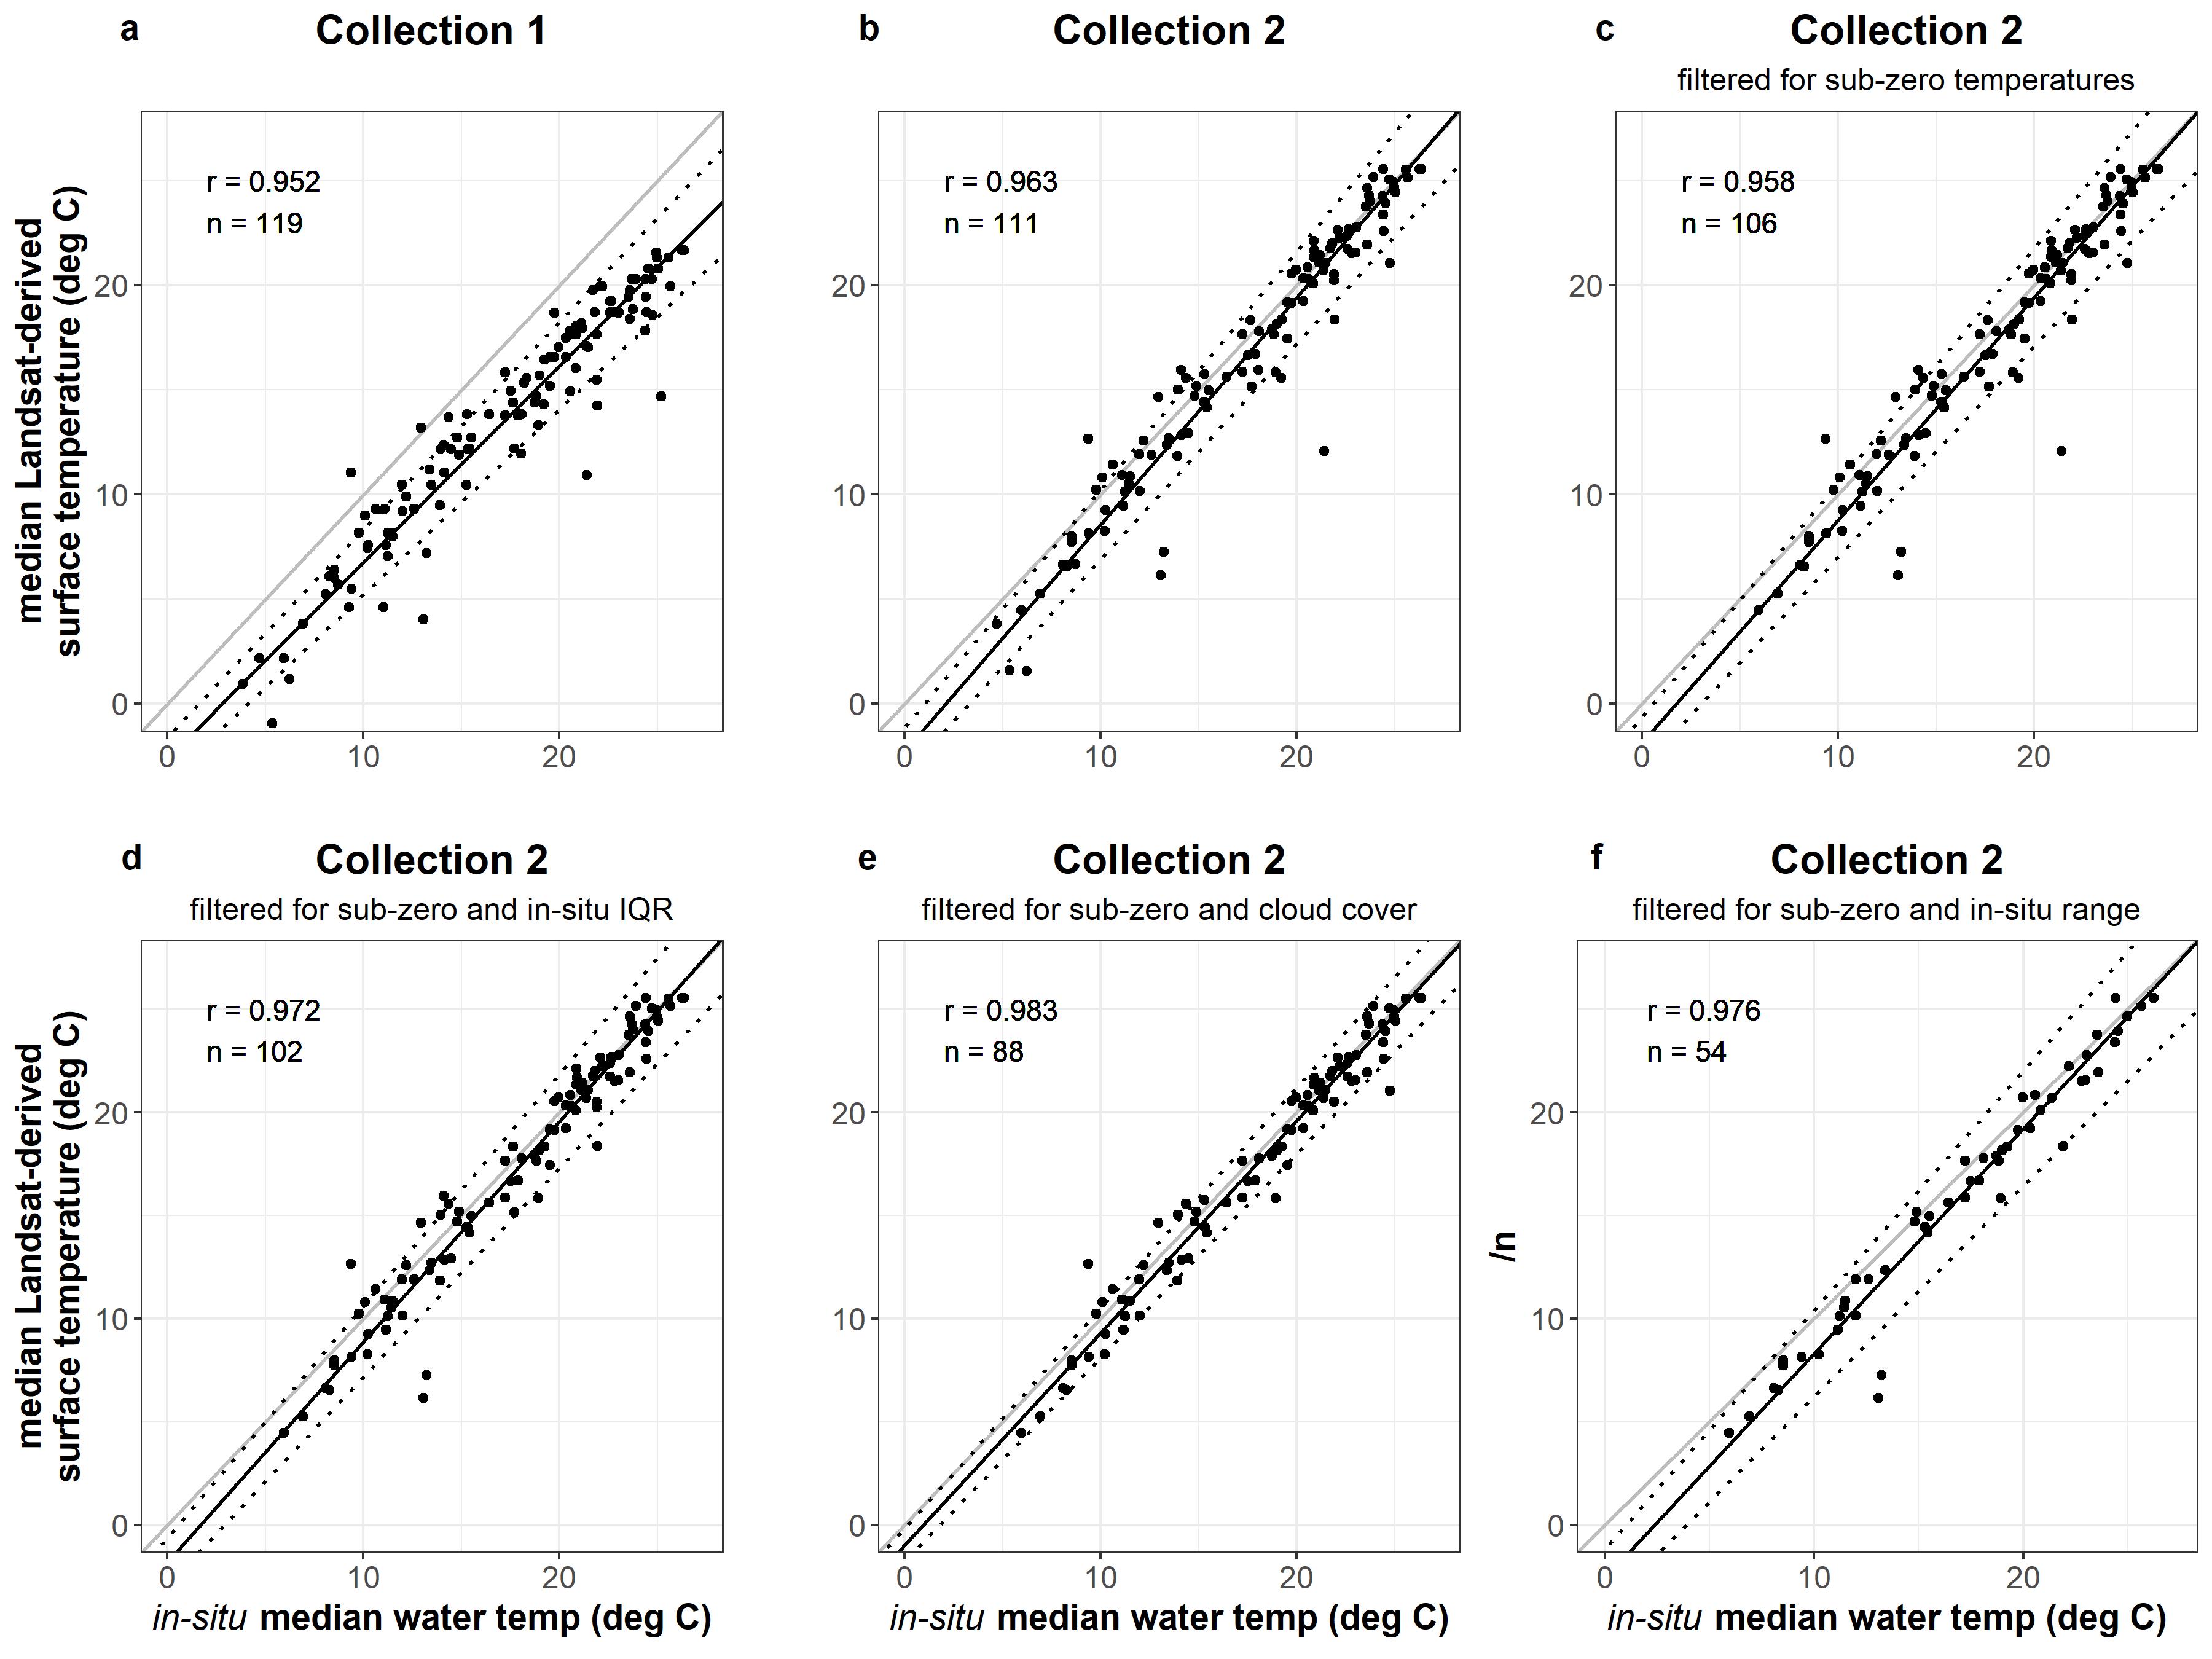 a
Collection 1
b
Collection 2
c
Collection 2
filtered for sub-zero temperatures
median Landsat-derived
surface temperature (deg C)
r = 0.952
n = 119
20
10
0
0
10
20
r = 0.963
n = 111
20
10
0
0
10
20
r = 0.958
n = 106
20
10
0
0
10
20
d
Collection 2
filtered for sub-zero and in-situ IQR
e
Collection 2
filtered for sub-zero and cloud cover
f
Collection 2
filtered for sub-zero and in-situ range
median Landsat-derived
surface temperature (deg C)
r = 0.972
n = 102
20
10
0
0
10
20
in-situ median water temp (deg C)
r = 0.983
n = 88
20
10
0
0
10
20
in-situ median water temp (deg C)
/n
r = 0.976
n = 54
20
10
0
0
10
20
in-situ median water temp (deg C)